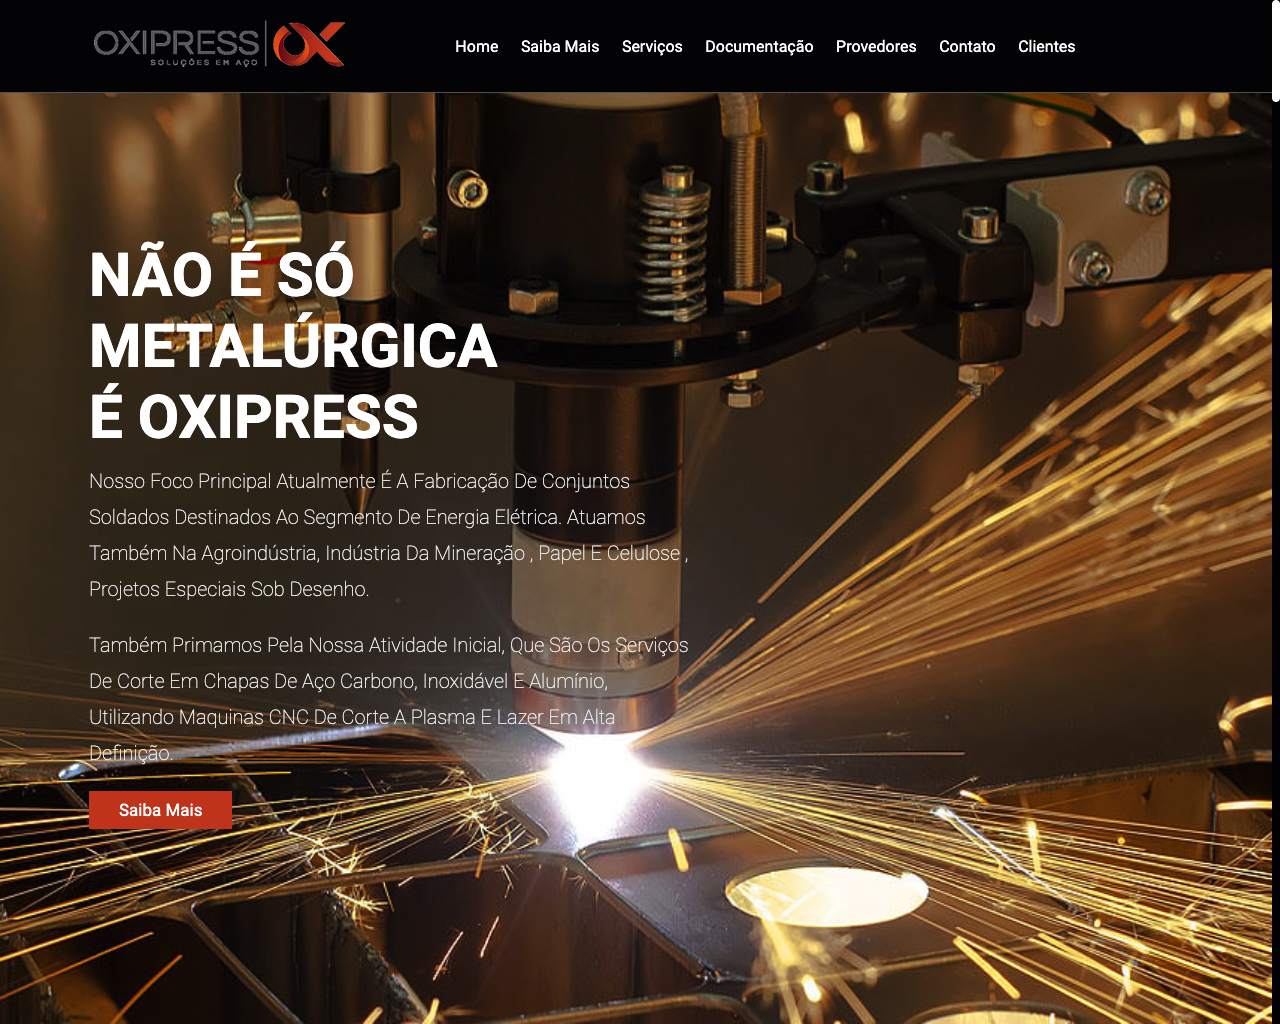 OXIPRESS OX
SOLUÇÕES EM AÇO
Home Saiba Mais Serviços Documentação Provedores Contato Clientes
NÃO É SÓ
METALÚRGICA
É OXIPRESS
Nosso Foco Principal Atualmente É A Fabricação De Conjuntos
Soldados Destinados Ao Segmento De Energia Elétrica. Atuamos
Também Na Agroindústria, Indústria Da Mineração , Papel E Celulose ,
Projetos Especiais Sob Desenho.
Também Primamos Pela Nossa Atividade Inicial, Que São Os Serviços
De Corte Em Chapas De Aço Carbono, Inoxidável E Alumínio,
Utilizando Maquinas CNC De Corte A Plasma E Lazer Em Alta
Definição.
Saiba Mais